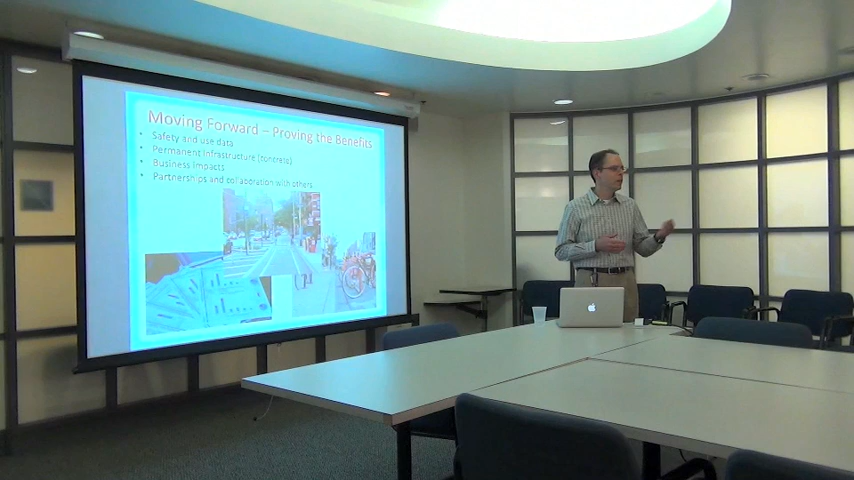 Moving Forward – Proving the Benefits
• Safety and use data
• Permanent Infrastructure (concrete)
• Business Impacts
• Partnerships and collaboration with others